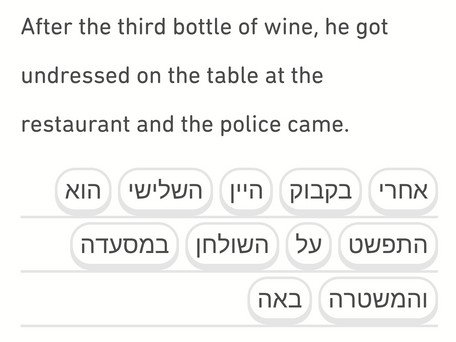 After the third bottle of wine, he got
undressed on the table at the
restaurant and the police came.
אחרי בקבוק היין השלישי הוא
התפשט על השולחן במסעדה
והמשטרה באה